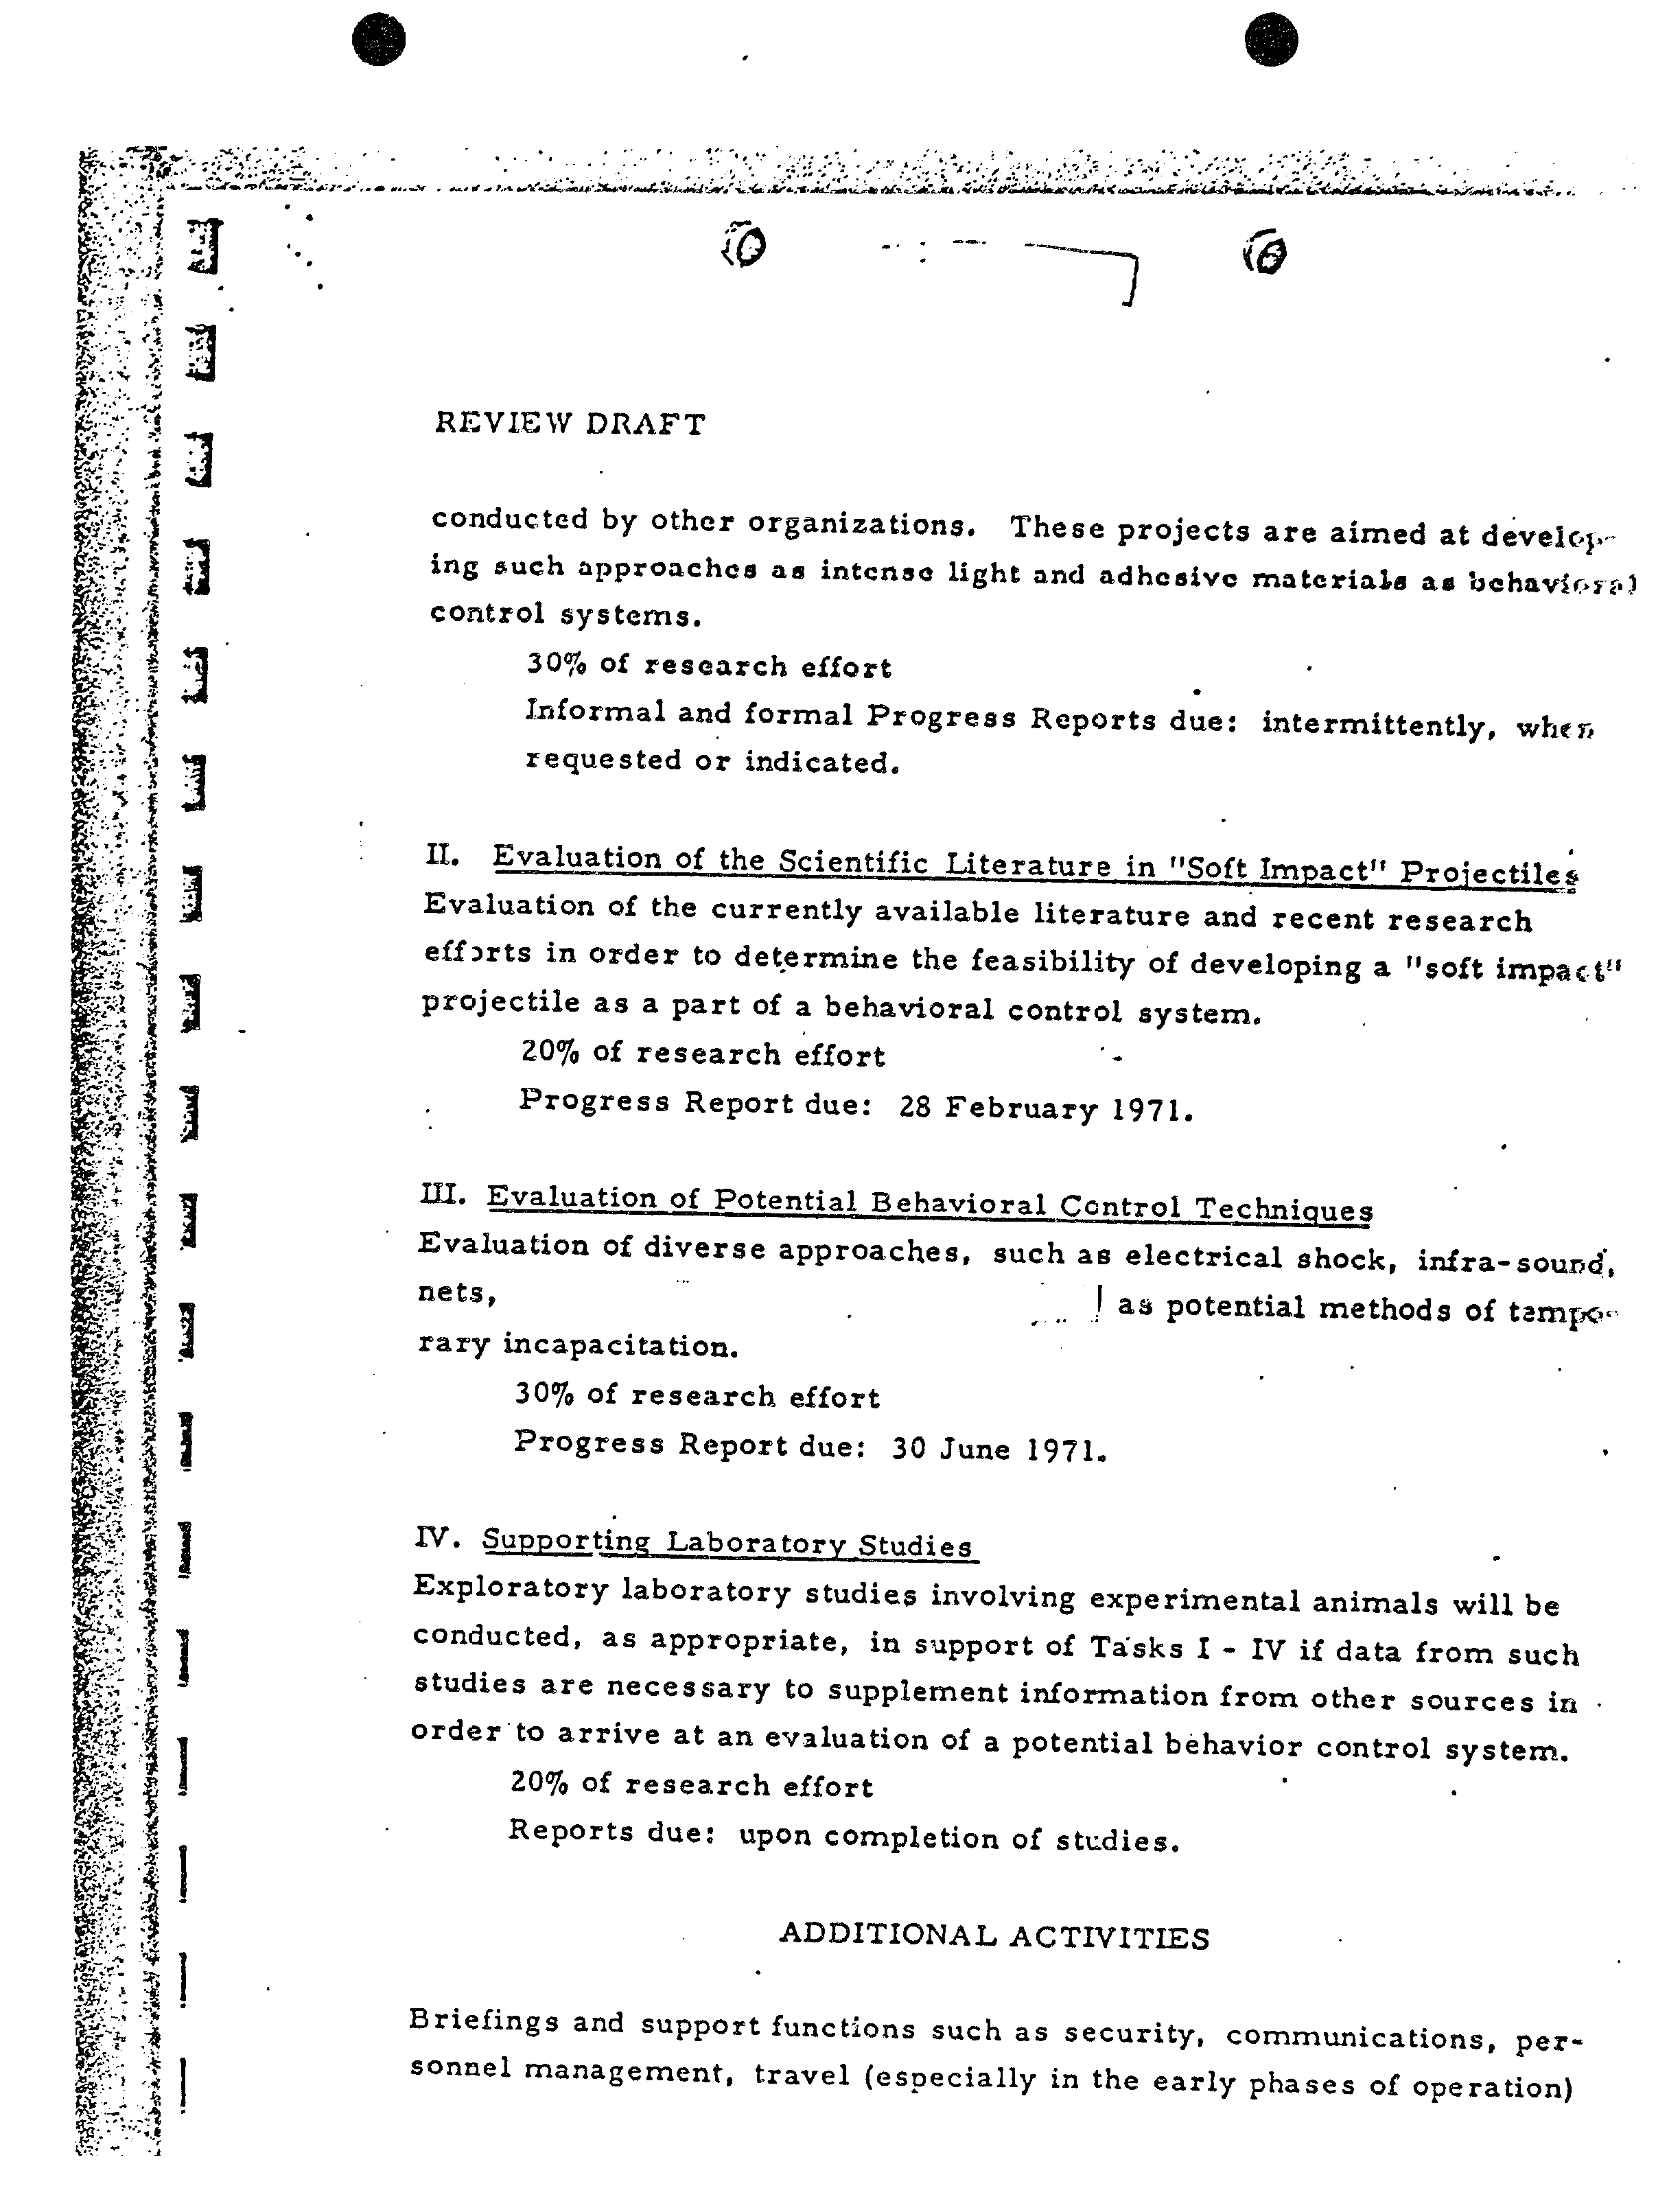 REVIEW DRAFT
conducted by other organizations. These projects are aimed at develop-
ing such approaches as intense light and adhesive materials as behavioral
control systems.
30% of research effort
Informal and formal Progress Reports due: intermittently, when
requested or indicated.
II. Evaluation of the Scientific Literature in "Soft Impact" Projectiles
Evaluation of the currently available literature and recent research
efforts in order to determine the feasibility of developing a "soft impact"
projectile as a part of a behavioral control system.
20% of research effort
Progress Report due: 28 February 1971.
III. Evaluation of Potential Behavioral Control Techniques
Evaluation of diverse approaches, such as electrical shock, infra-sound,
nets, as potential methods of tempo-
rary incapacitation.
30% of research effort
Progress Report due: 30 June 1971.
IV. Supporting Laboratory Studies
Exploratory laboratory studies involving experimental animals will be
conducted, as appropriate, in support of Tasks I - IV if data from such
studies are necessary to supplement information from other sources in
order to arrive at an evaluation of a potential behavior control system.
20% of research effort
Reports due: upon completion of studies.
ADDITIONAL ACTIVITIES
Briefings and support functions such as security, communications, per-
sonnel management, travel (especially in the early phases of operation)